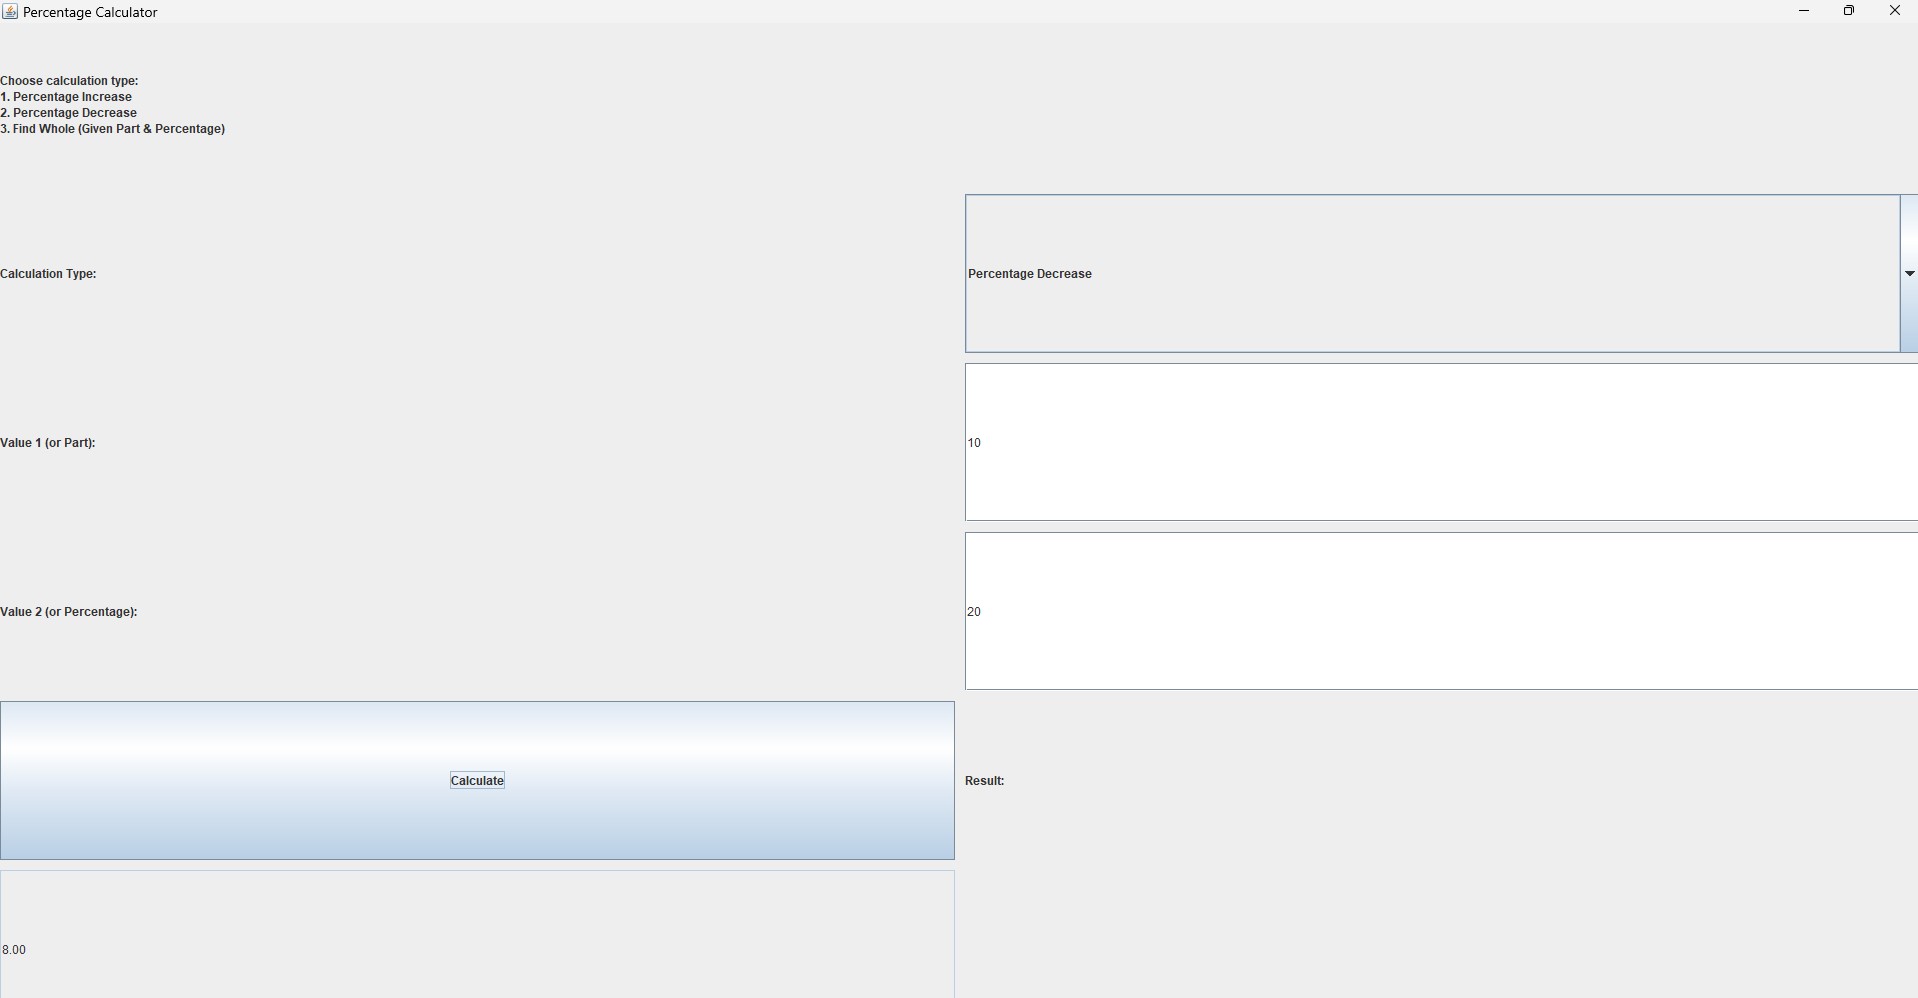 Percentage Calculator
Choose calculation type:
1. Percentage Increase
2. Percentage Decrease
3. Find Whole (Given Part & Percentage)
Calculation Type:
Percentage Decrease
Value 1 (or Part):
10
Value 2 (or Percentage):
20
Calculate
Result:
8.00